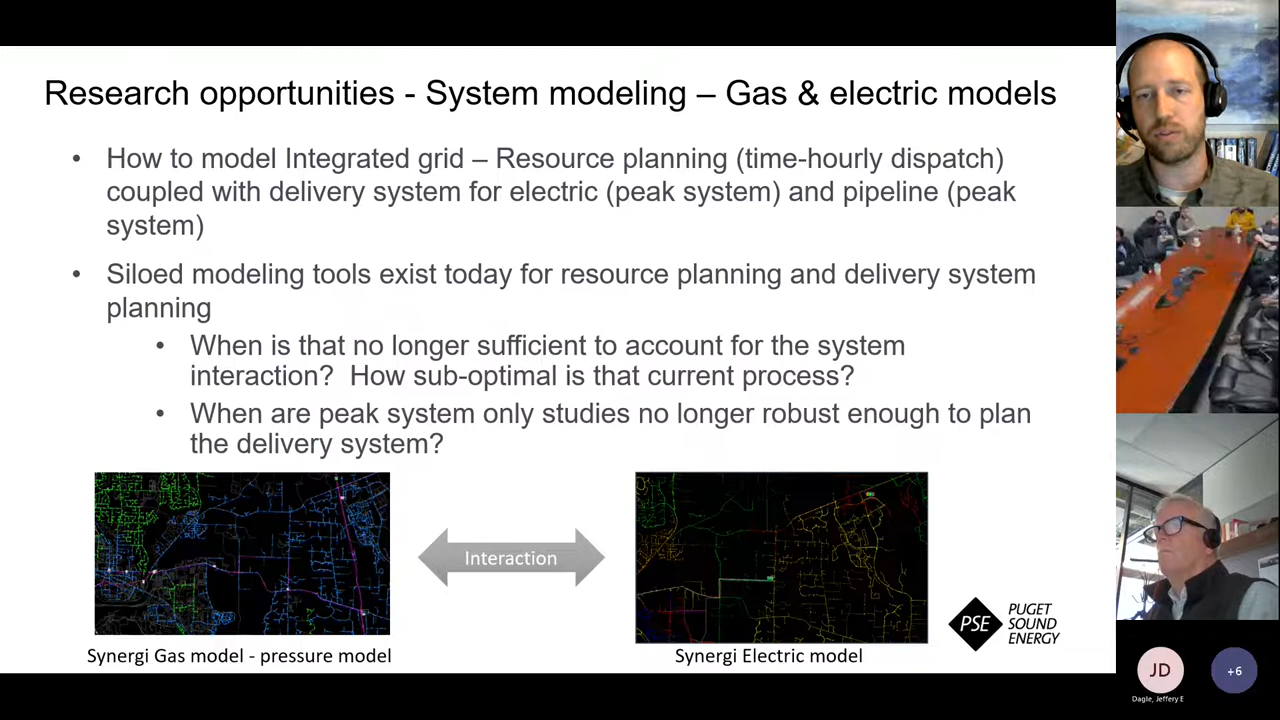 Research opportunities - System modeling – Gas & electric models
• How to model Integrated grid – Resource planning (time-hourly dispatch)
coupled with delivery system for electric (peak system) and pipeline (peak
system)
• Siloed modeling tools exist today for resource planning and delivery system
planning
• When is that no longer sufficient to account for the system
interaction?  How sub-optimal is that current process?
• When are peak system only studies no longer robust enough to plan
the delivery system?
Interaction
PSE
PUGET
SOUND
ENERGY
Synergi Gas model - pressure model
Synergi Electric model
JD
+6
Dagle, Jeffery E